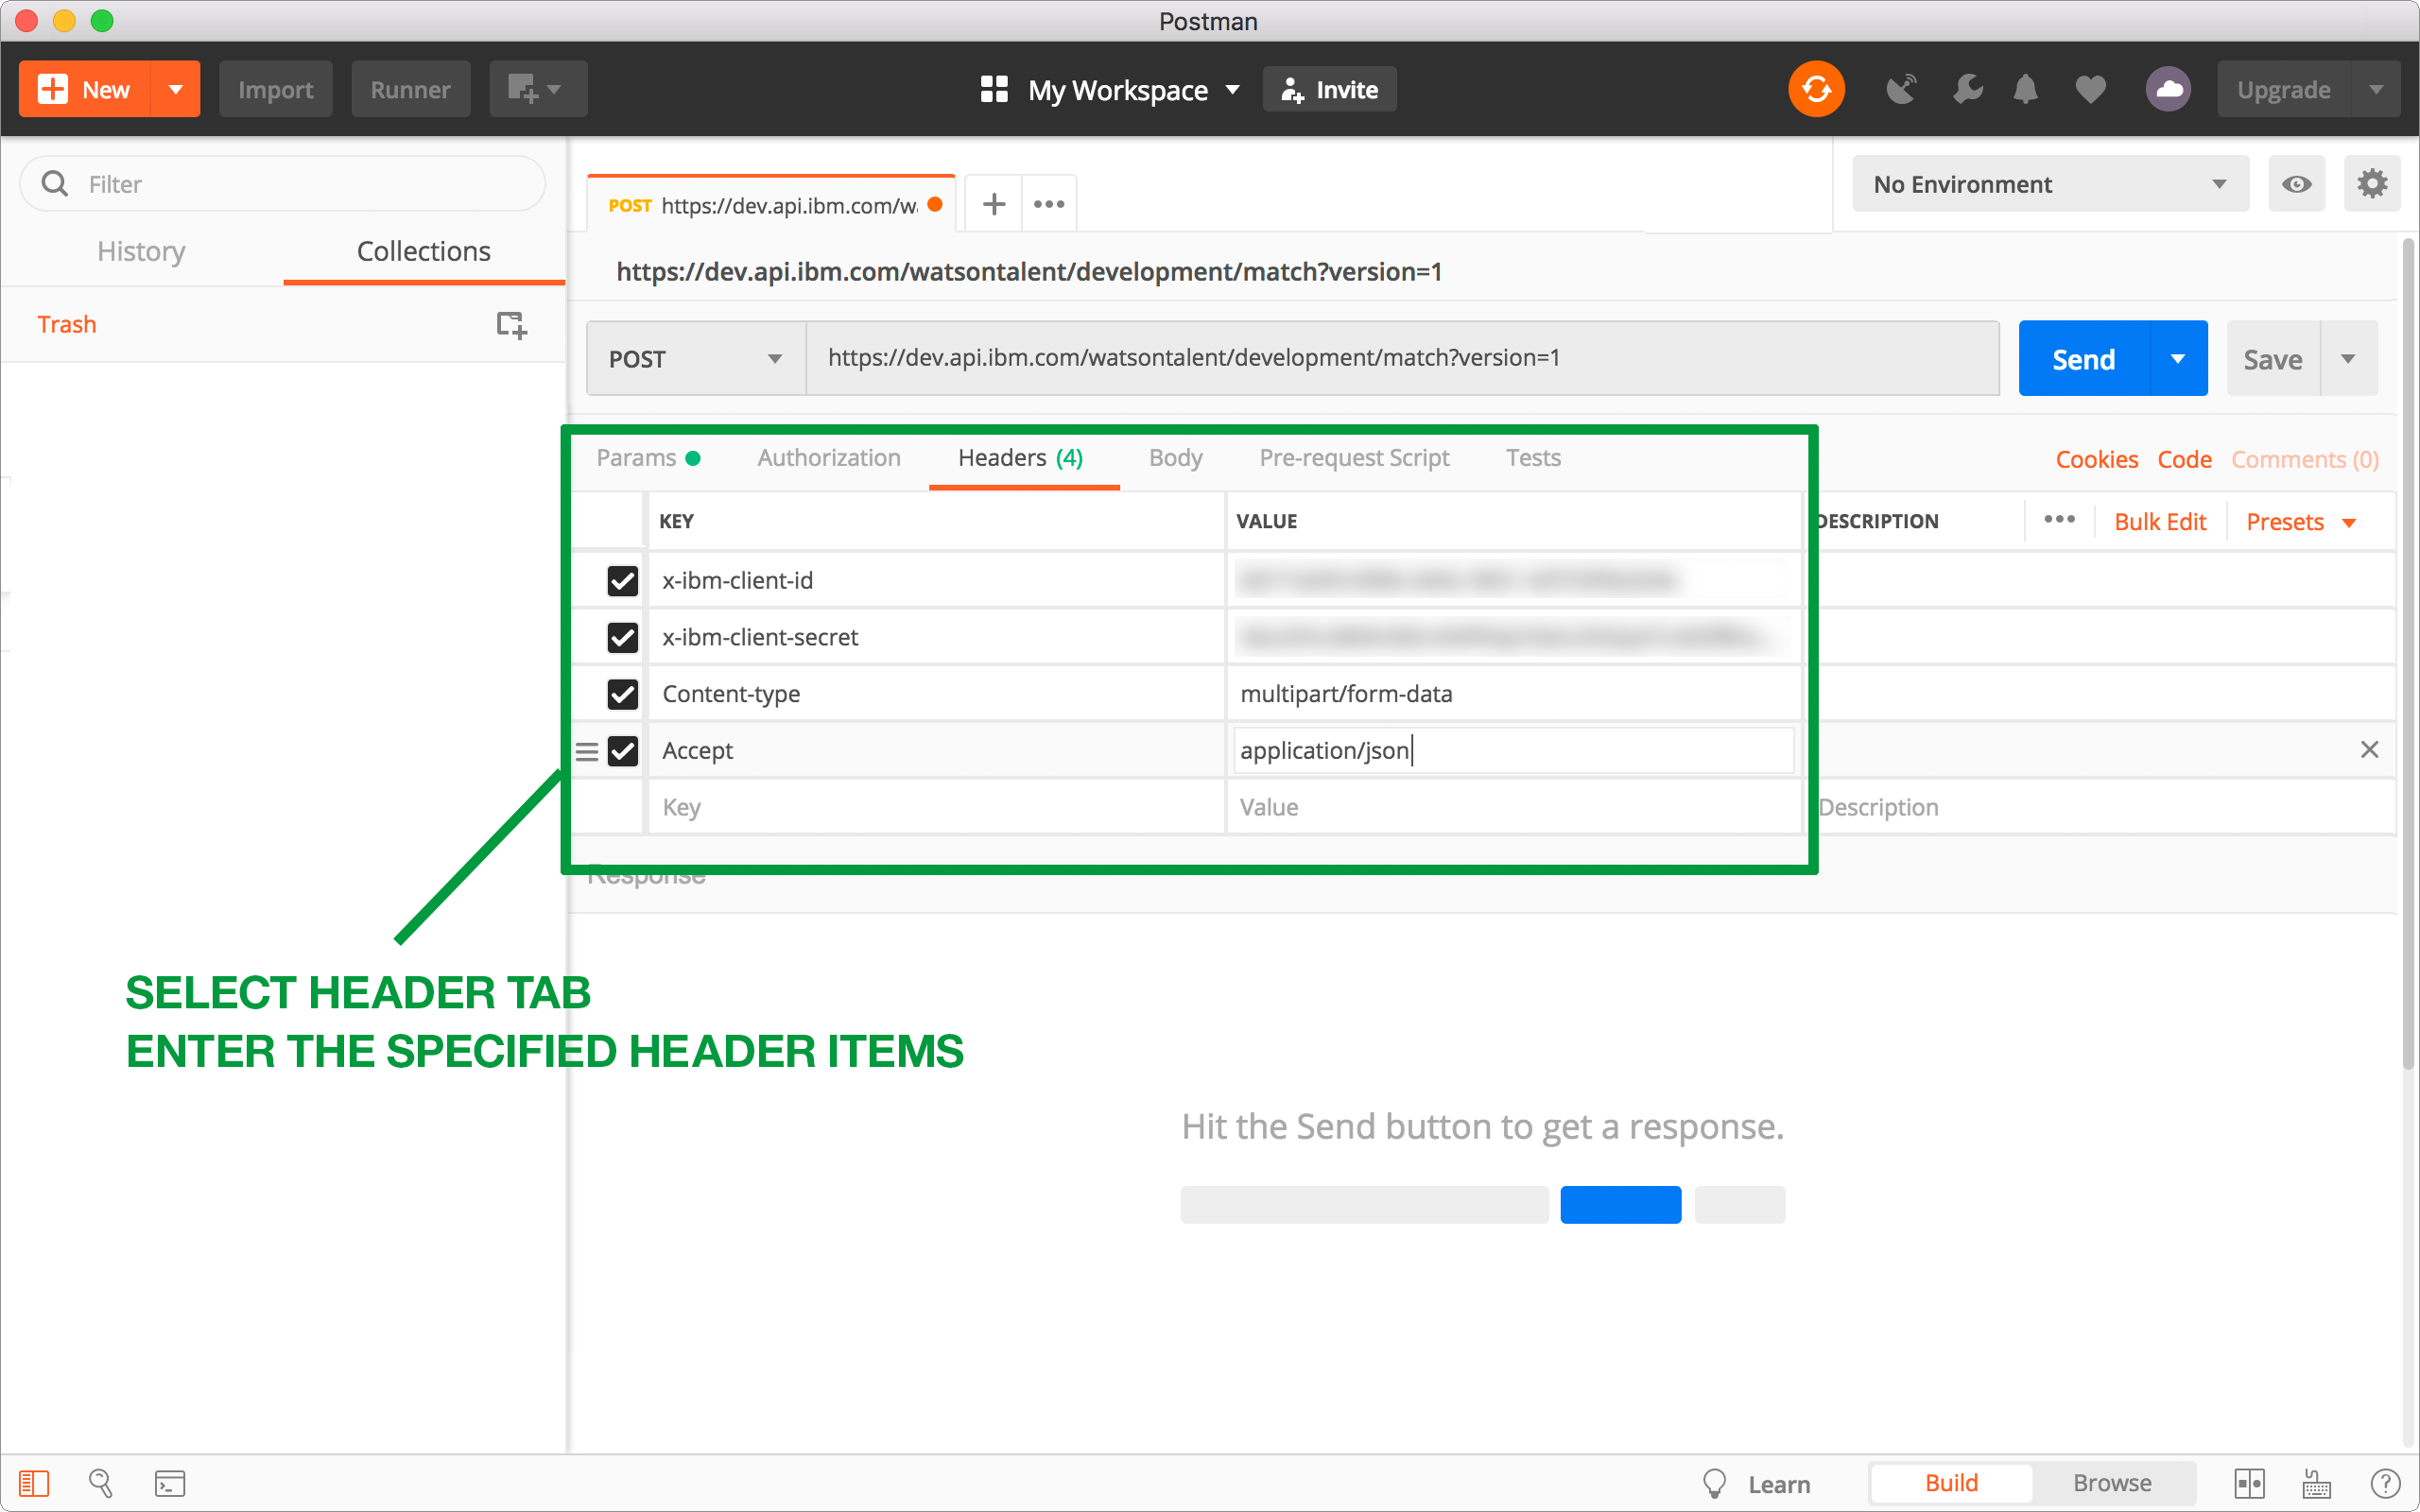 Postman
New Import Runner My Workspace Invite Upgrade
Filter
History Collections
Trash
POST https://dev.api.ibm.com/wa
No Environment
https://dev.api.ibm.com/watsontalent/development/match?version=1
POST https://dev.api.ibm.com/watsontalent/development/match?version=1 Send Save
Params Authorization Headers (4) Body Pre-request Script Tests Cookies Code Comments (0)
KEY VALUE DESCRIPTION Bulk Edit Presets
x-ibm-client-id
x-ibm-client-secret
Content-type multipart/form-data
Accept application/json
Key Value Description
Response
SELECT HEADER TAB
ENTER THE SPECIFIED HEADER ITEMS
Hit the Send button to get a response.
Learn Build Browse